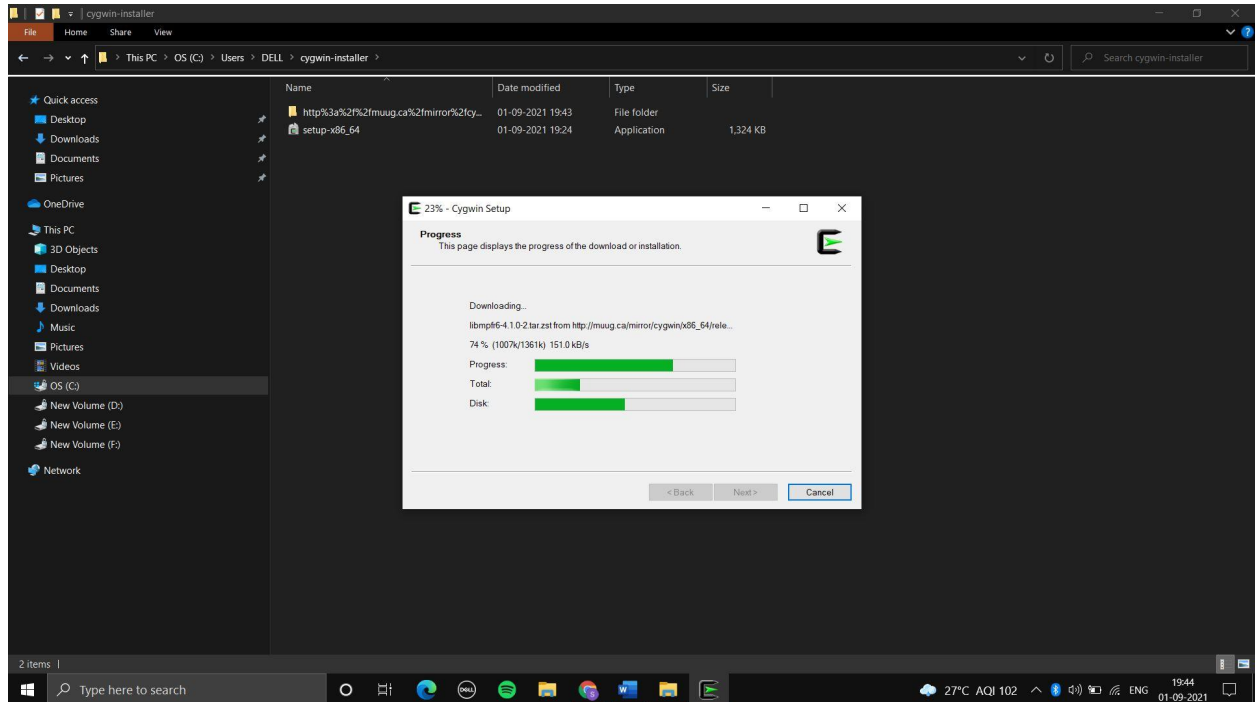 cygwin-installer
File Home Share View
This PC > OS (C:) > Users > DELL > cygwin-installer >
Search cygwin-installer
Name Date modified Type Size
http%3a%2f%2fmuug.ca%2fmirror%2fcy... 01-09-2021 19:43 File folder
setup-x86_64 01-09-2021 19:24 Application 1,324 KB
Quick access
Desktop
Downloads
Documents
Pictures
OneDrive
This PC
3D Objects
Desktop
Documents
Downloads
Music
Pictures
Videos
OS (C:)
New Volume (D:)
New Volume (E:)
New Volume (F:)
Network
23% - Cygwin Setup
Progress
This page displays the progress of the download or installation.
Downloading...
libmpfr6-4.1.0-2.tar.zst from http://muug.ca/mirror/cygwin/x86_64/rele...
74 % (1007k/1361k) 151.0 kB/s
Progress:
Total:
Disk:
< Back Next > Cancel
2 items
Type here to search
DELL
27°C AQI 102 ENG
19:44
01-09-2021